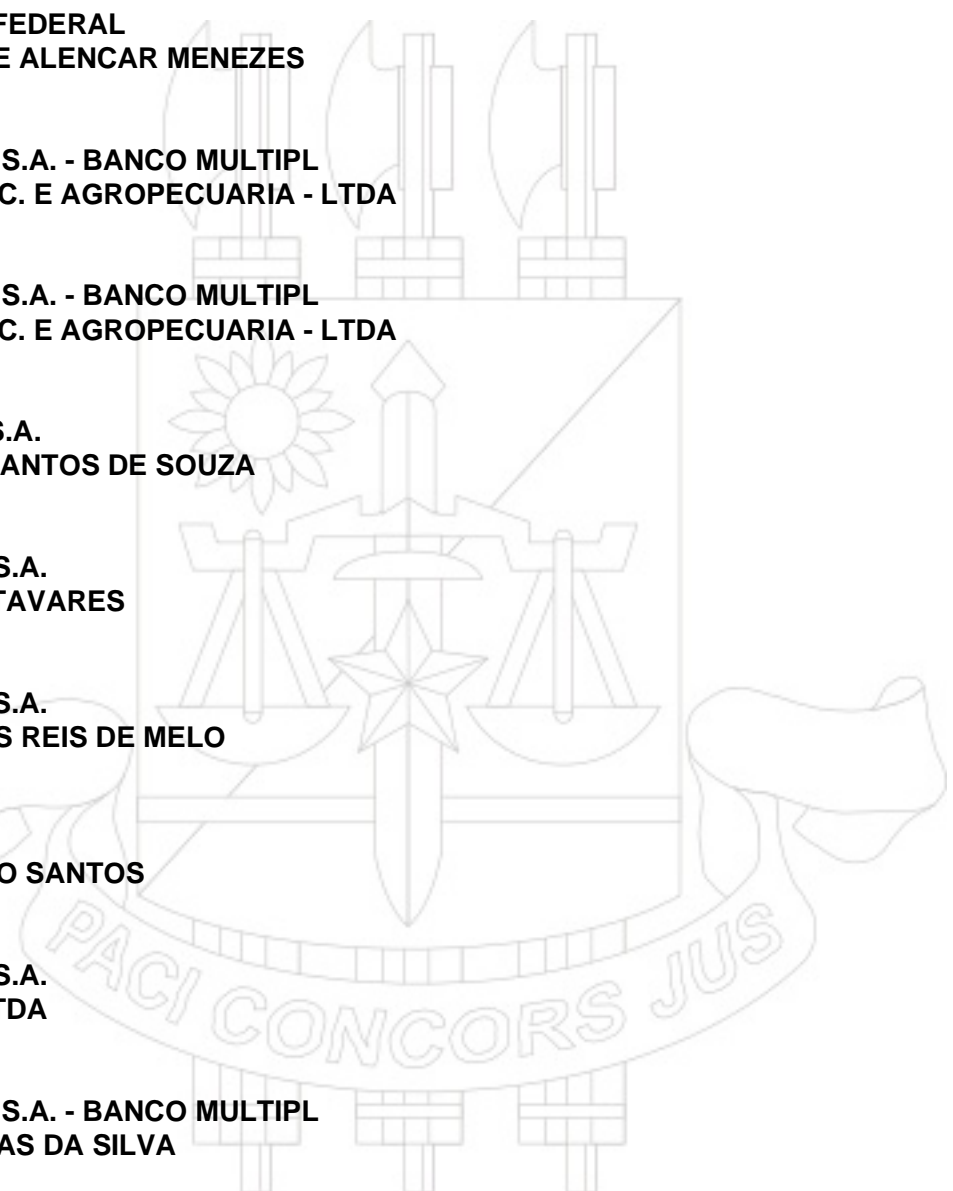 FEDERAL
E ALENCAR MENEZES
S.A. - BANCO MULTIPL
C. E AGROPECUARIA - LTDA
S.A. - BANCO MULTIPL
C. E AGROPECUARIA - LTDA
S.A.
ANTOS DE SOUZA
S.A.
TAVARES
S.A.
S REIS DE MELO
O SANTOS
S.A.
TDA
S.A. - BANCO MULTIPL
AS DA SILVA
PACI CONCORS JUS